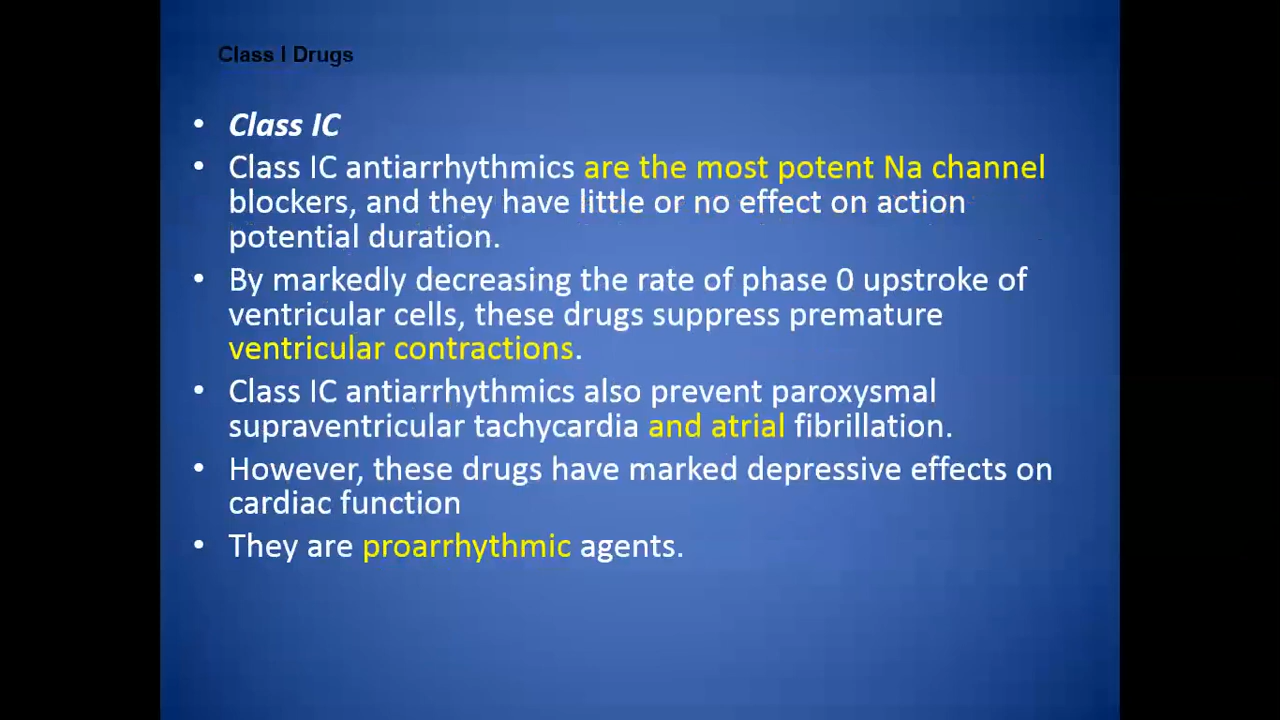 Class I Drugs
• Class IC
• Class IC antiarrhythmics are the most potent Na channel
blockers, and they have little or no effect on action
potential duration.
• By markedly decreasing the rate of phase 0 upstroke of
ventricular cells, these drugs suppress premature
ventricular contractions.
• Class IC antiarrhythmics also prevent paroxysmal
supraventricular tachycardia and atrial fibrillation.
• However, these drugs have marked depressive effects on
cardiac function
• They are proarrhythmic agents.